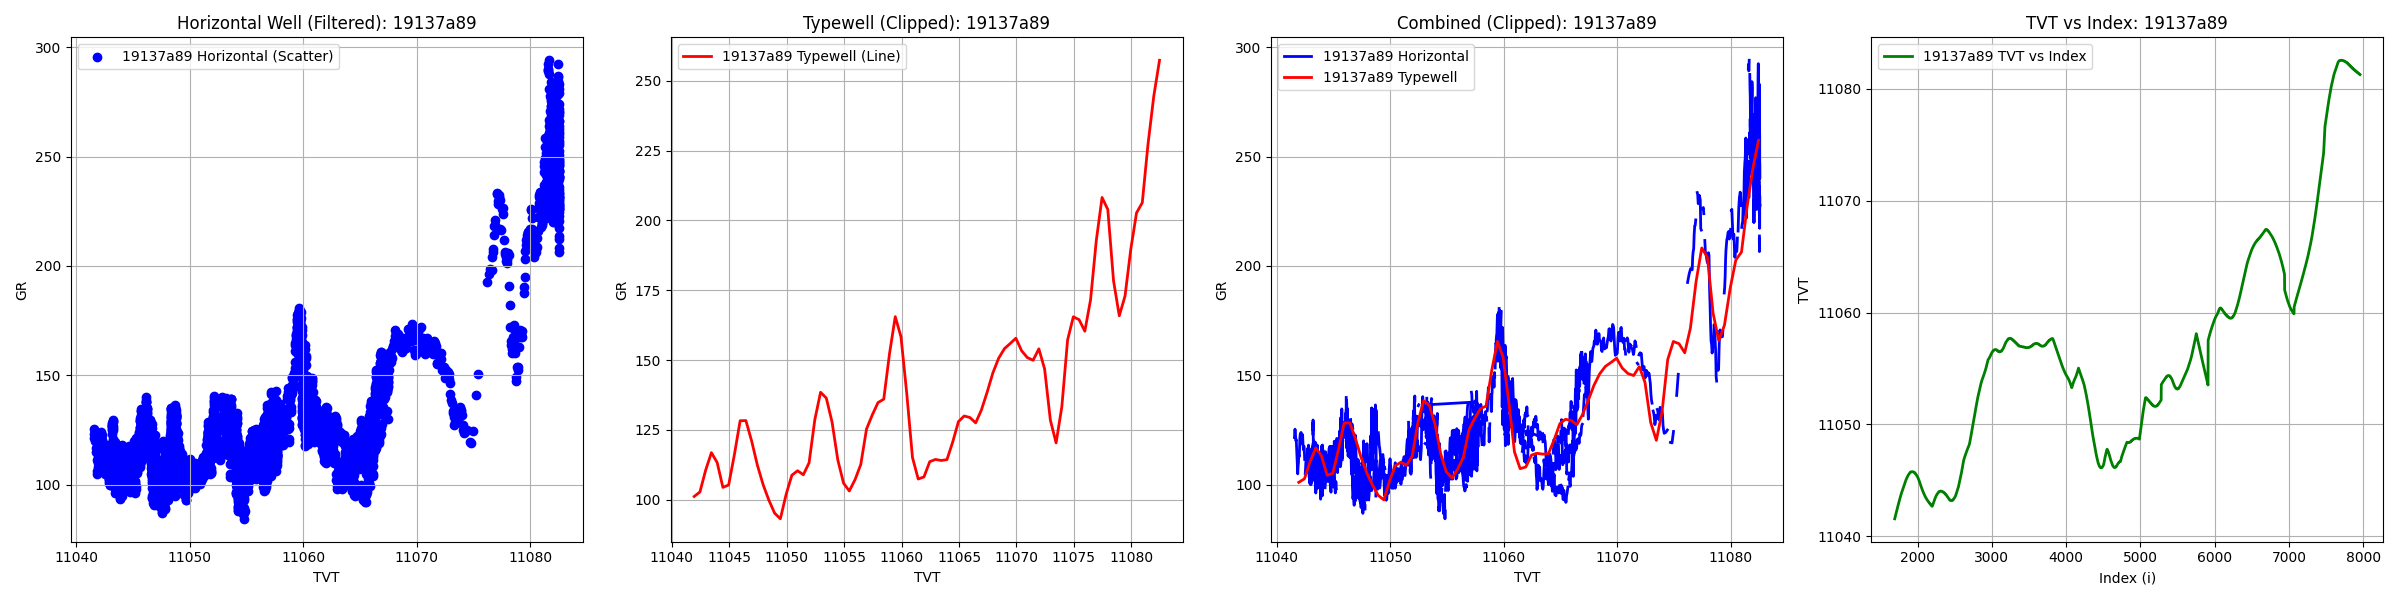 Horizontal Well (Filtered): 19137a89
19137a89 Horizontal (Scatter)
GR
300
250
200
150
100
11040 11050 11060 11070 11080
TVT
Typewell (Clipped): 19137a89
19137a89 Typewell (Line)
GR
250
225
200
175
150
125
100
11040 11045 11050 11055 11060 11065 11070 11075 11080
TVT
Combined (Clipped): 19137a89
19137a89 Horizontal
19137a89 Typewell
GR
300
250
200
150
100
11040 11050 11060 11070 11080
TVT
TVT vs Index: 19137a89
19137a89 TVT vs Index
TVT
11080
11070
11060
11050
11040
2000 3000 4000 5000 6000 7000 8000
Index (i)